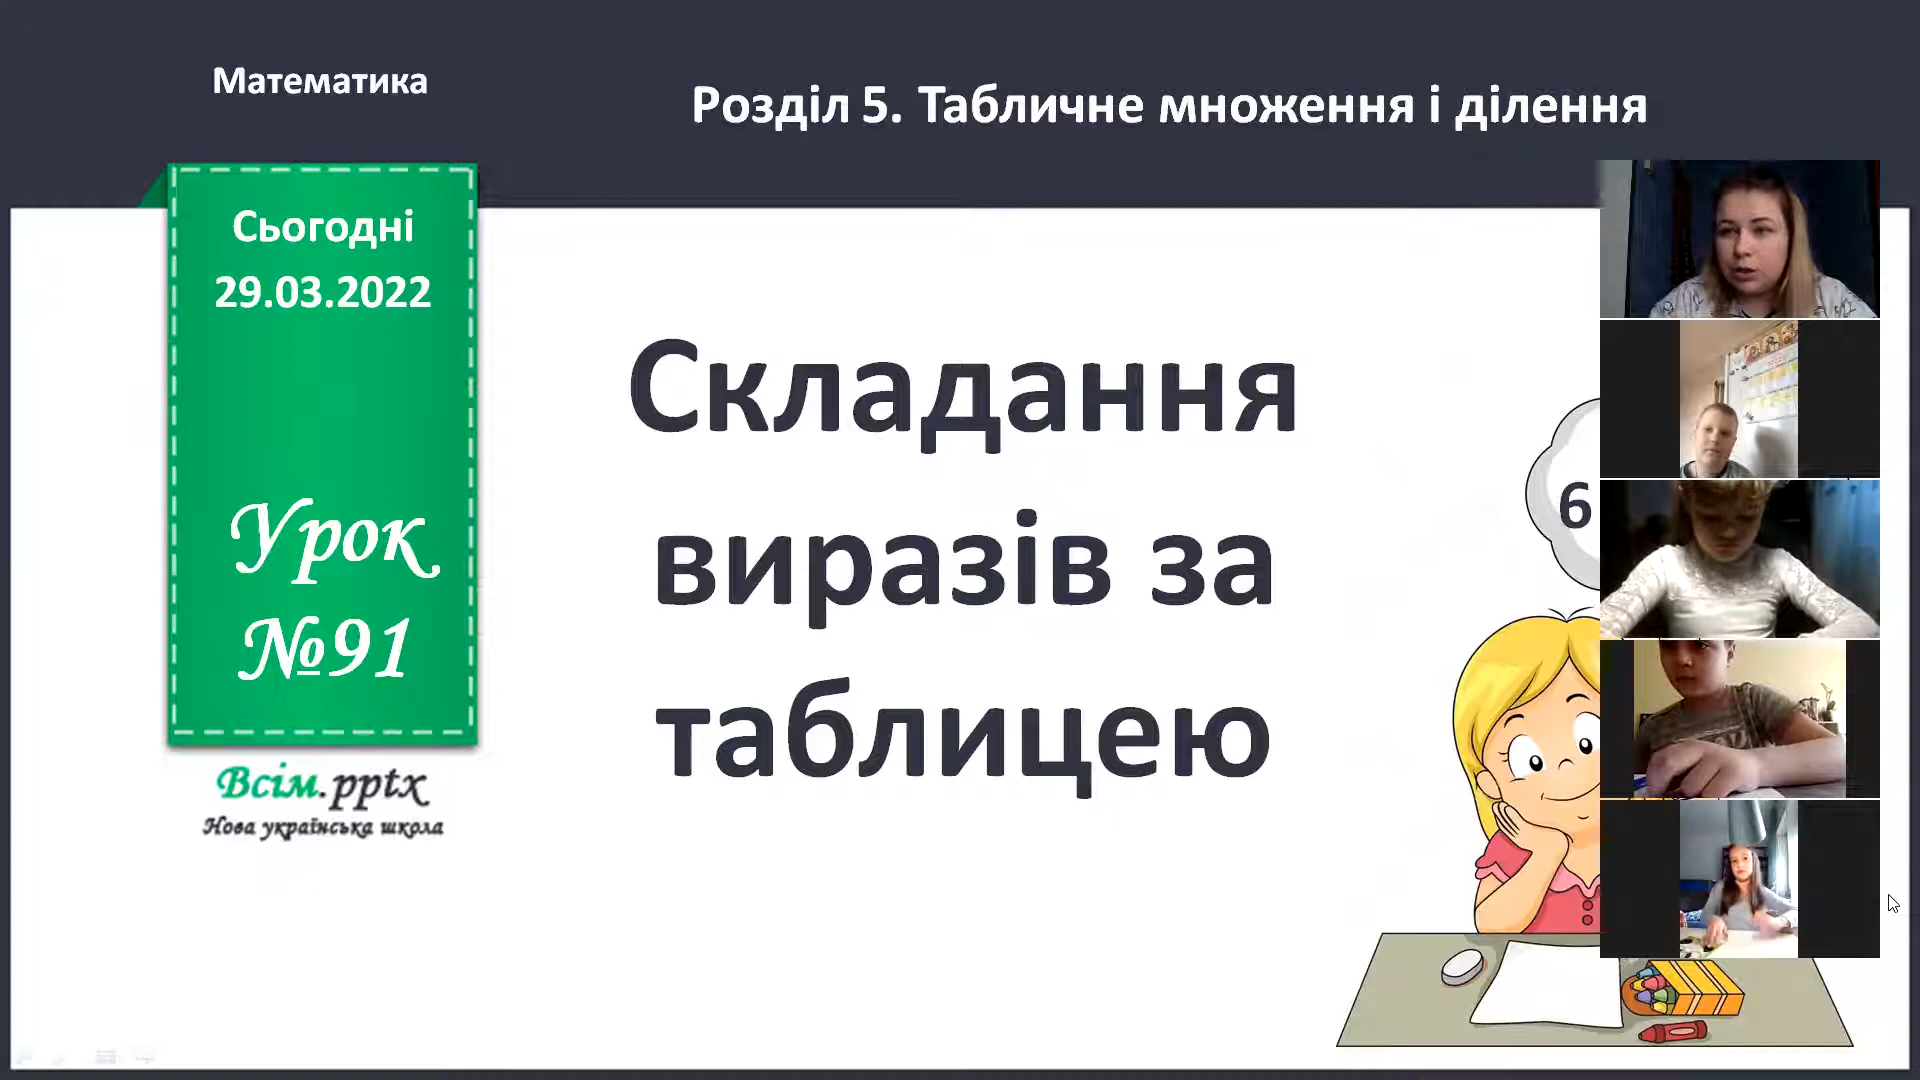 Математика
Розділ 5. Табличне множення і ділення
Сьогодні
29.03.2022
Урок
№91
Всім.pptx
Нова українська школа
Складання
виразів за
таблицею
6